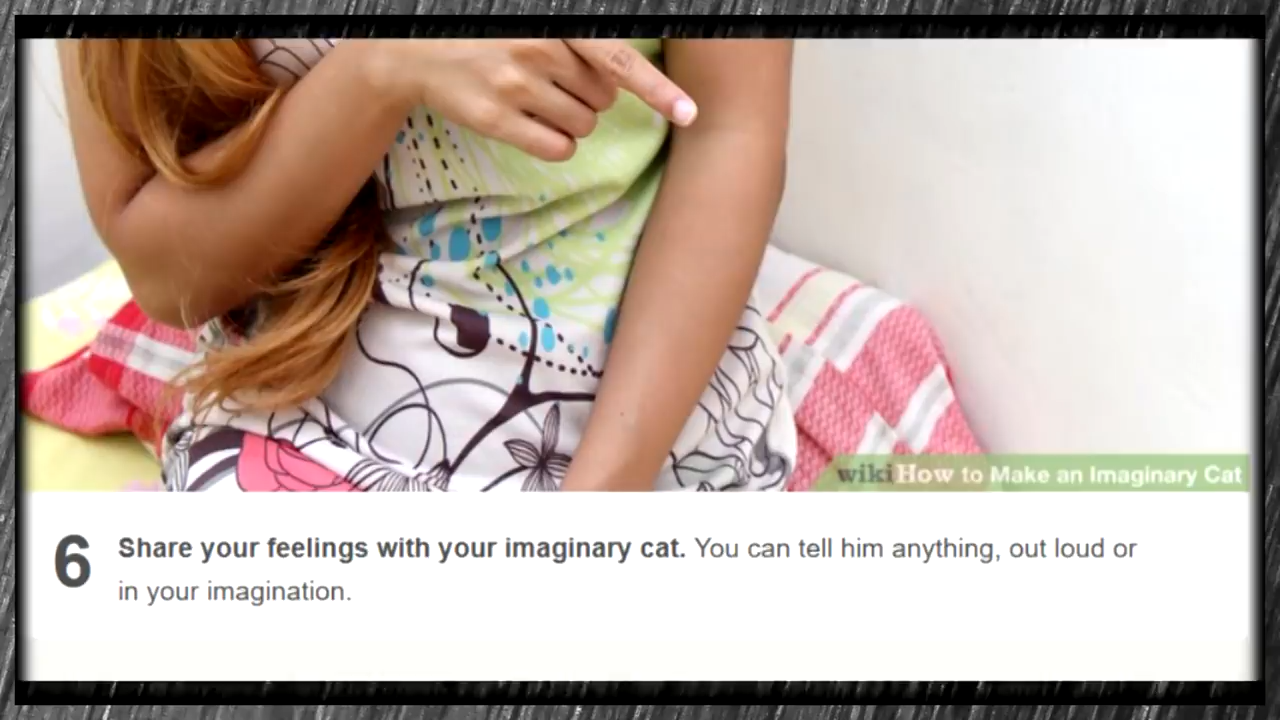 wikiHow to Make an Imaginary Cat
6
Share your feelings with your imaginary cat. You can tell him anything, out loud or
in your imagination.